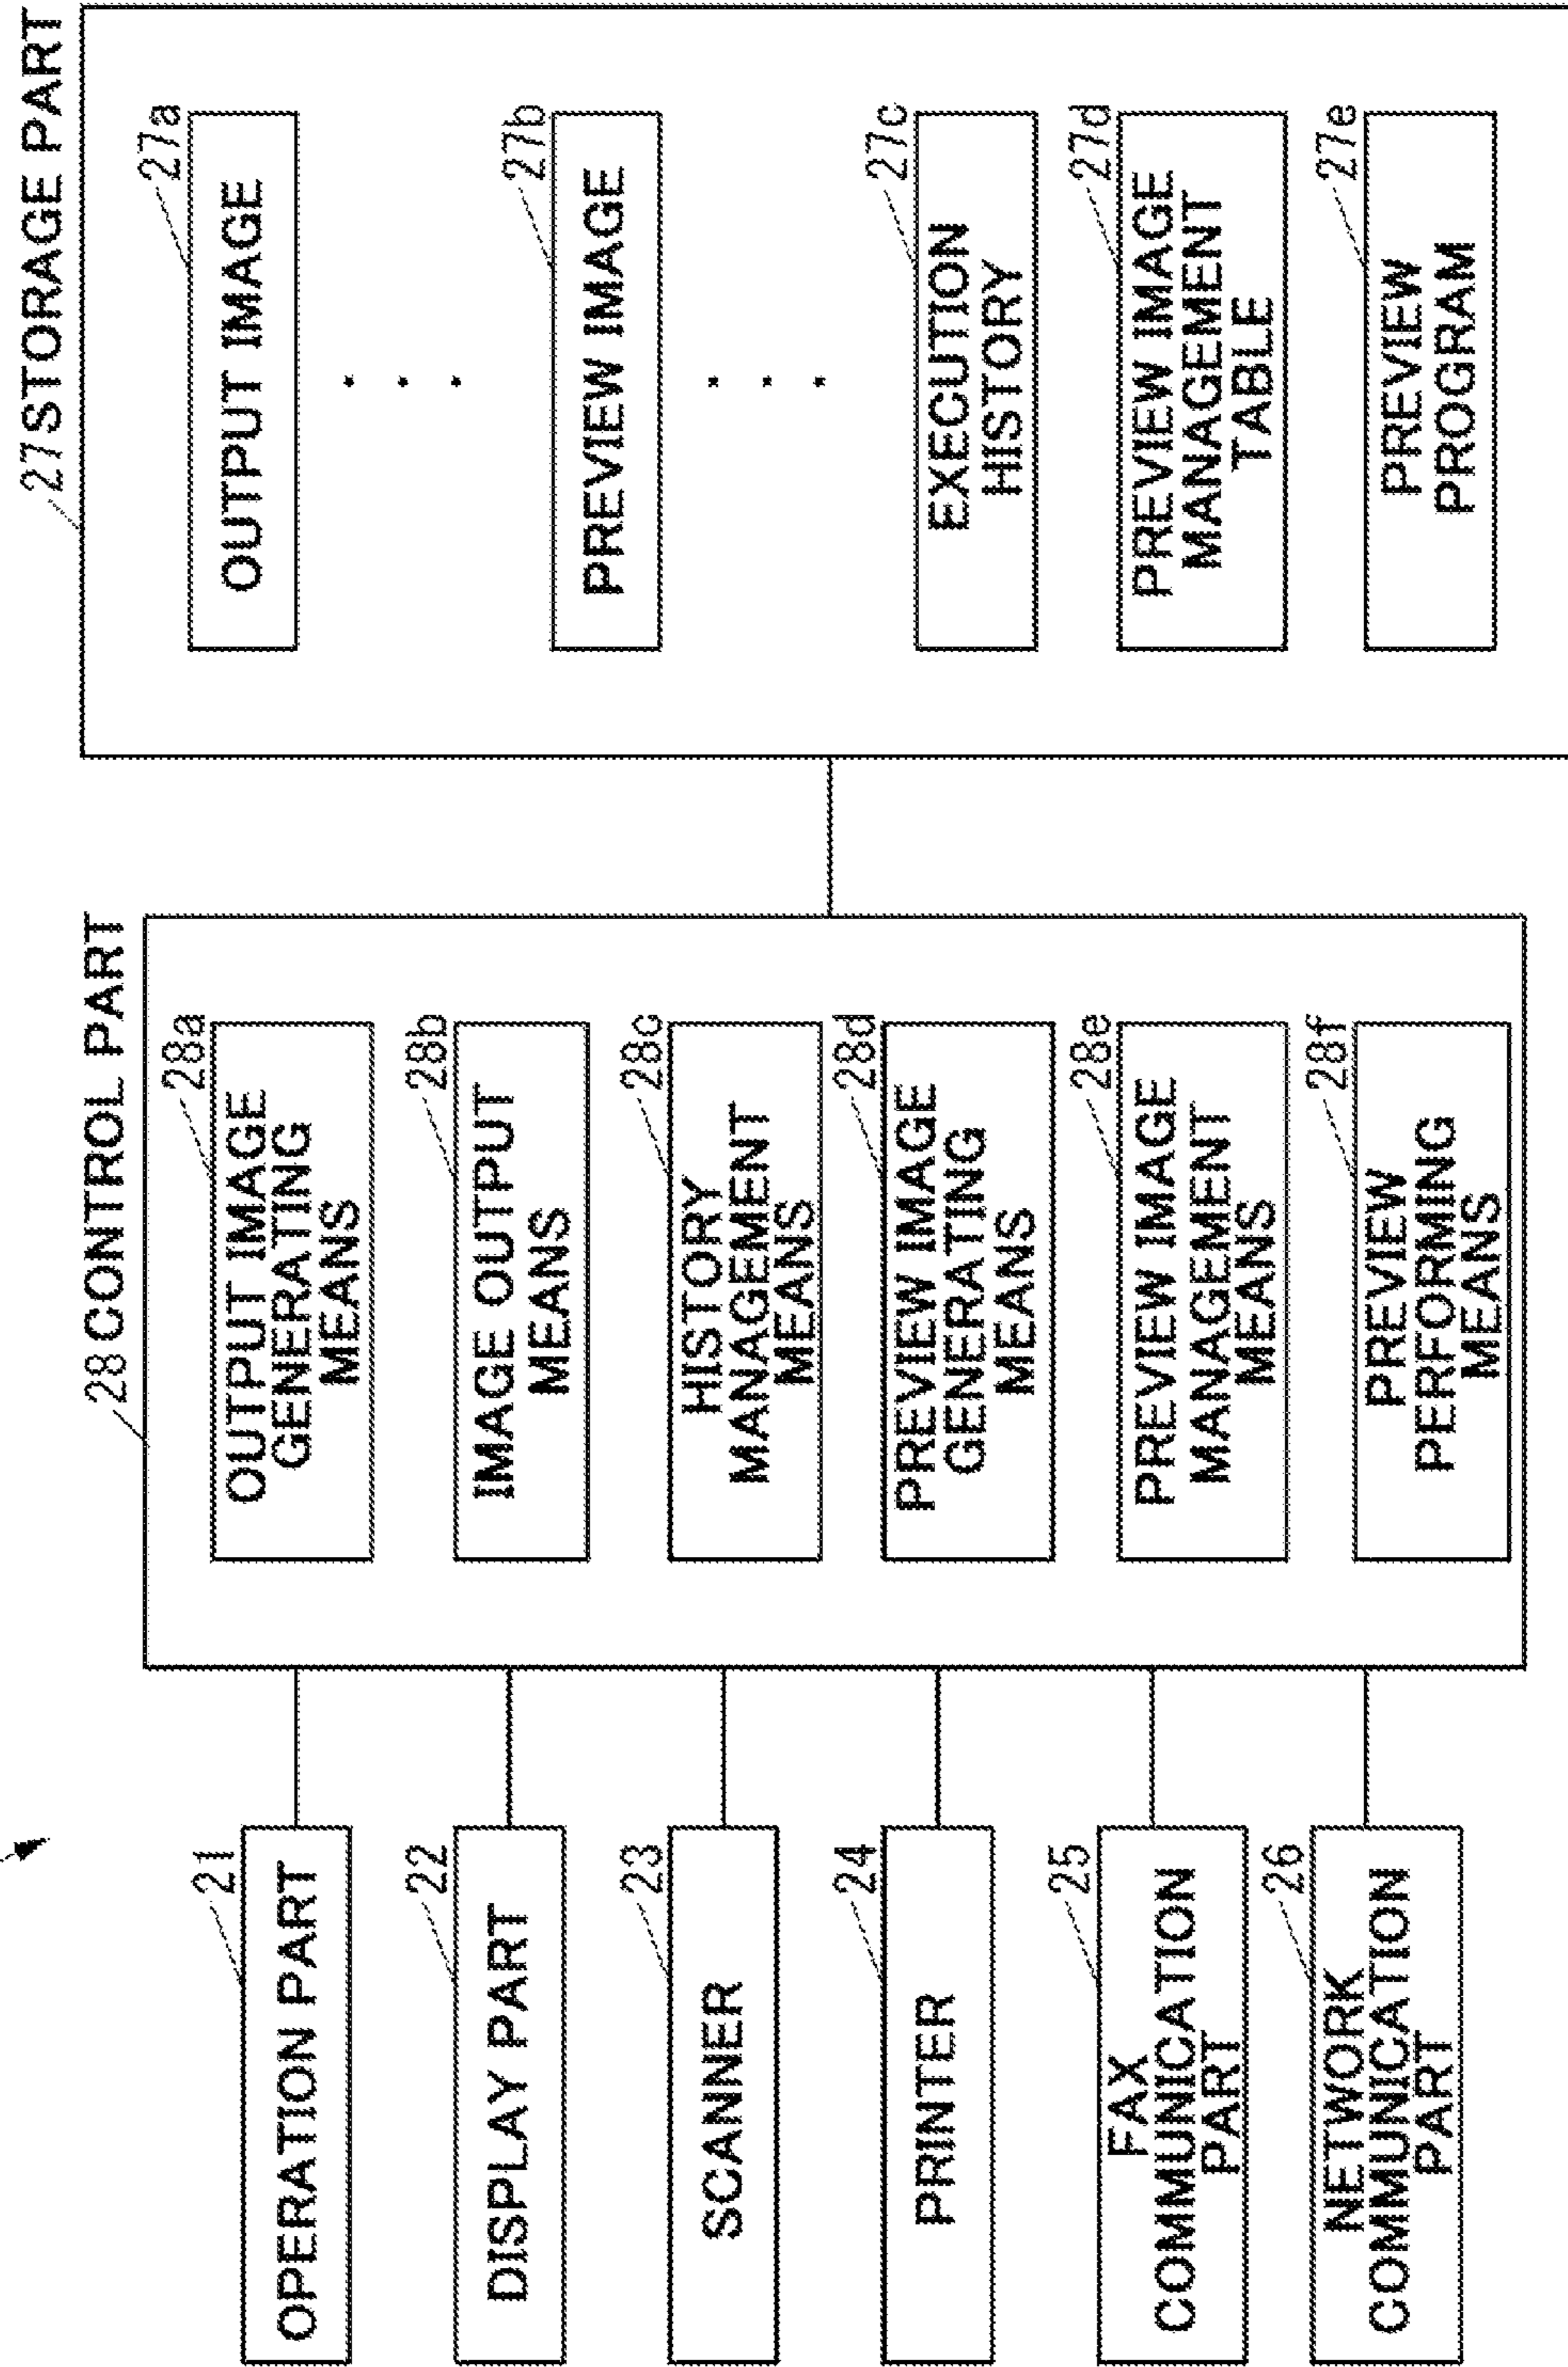 21
OPERATION PART
22
DISPLAY PART
23
SCANNER
24
PRINTER
25
FAX
COMMUNICATION
PART
26
NETWORK
COMMUNICATION
PART
28 CONTROL PART
28a
OUTPUT IMAGE
GENERATING
MEANS
28b
IMAGE OUTPUT
MEANS
28c
HISTORY
MANAGEMENT
MEANS
28d
PREVIEW IMAGE
GENERATING
MEANS
28e
PREVIEW IMAGE
MANAGEMENT
MEANS
28f
PREVIEW
PERFORMING
MEANS
27 STORAGE PART
27a
OUTPUT IMAGE
. . .
27b
PREVIEW IMAGE
. . .
27c
EXECUTION
HISTORY
27d
PREVIEW IMAGE
MANAGEMENT
TABLE
27e
PREVIEW
PROGRAM